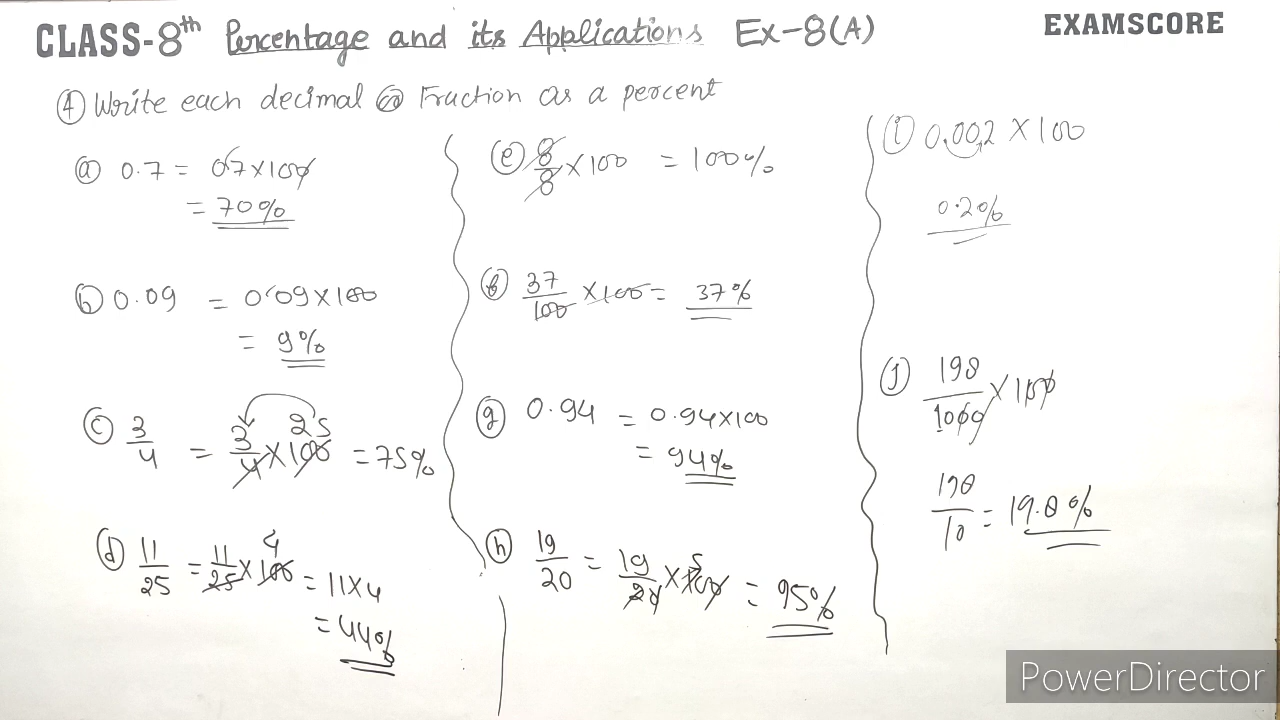 CLASS-8th Percentage and its Applications Ex-8(A)
EXAMSCORE
④ Write each decimal or Fraction as a percent
ⓐ 0.7 = 0.7×100
= 70%
ⓑ 0.09 = 0.09×100
= 9%
ⓒ 3/4 = 3/4×100 25 = 75%
ⓓ 11/25 = 11/25×100 4 = 11×4
= 44%
ⓔ 8/8×100 = 100%
ⓕ 37/100×100 = 37%
ⓖ 0.94 = 0.94×100
= 94%
ⓗ 19/20 = 19/20×100 5 = 95%
ⓘ 0.002×100
0.2%
ⓙ 198/1000×100
198/10 = 19.8%
PowerDirector